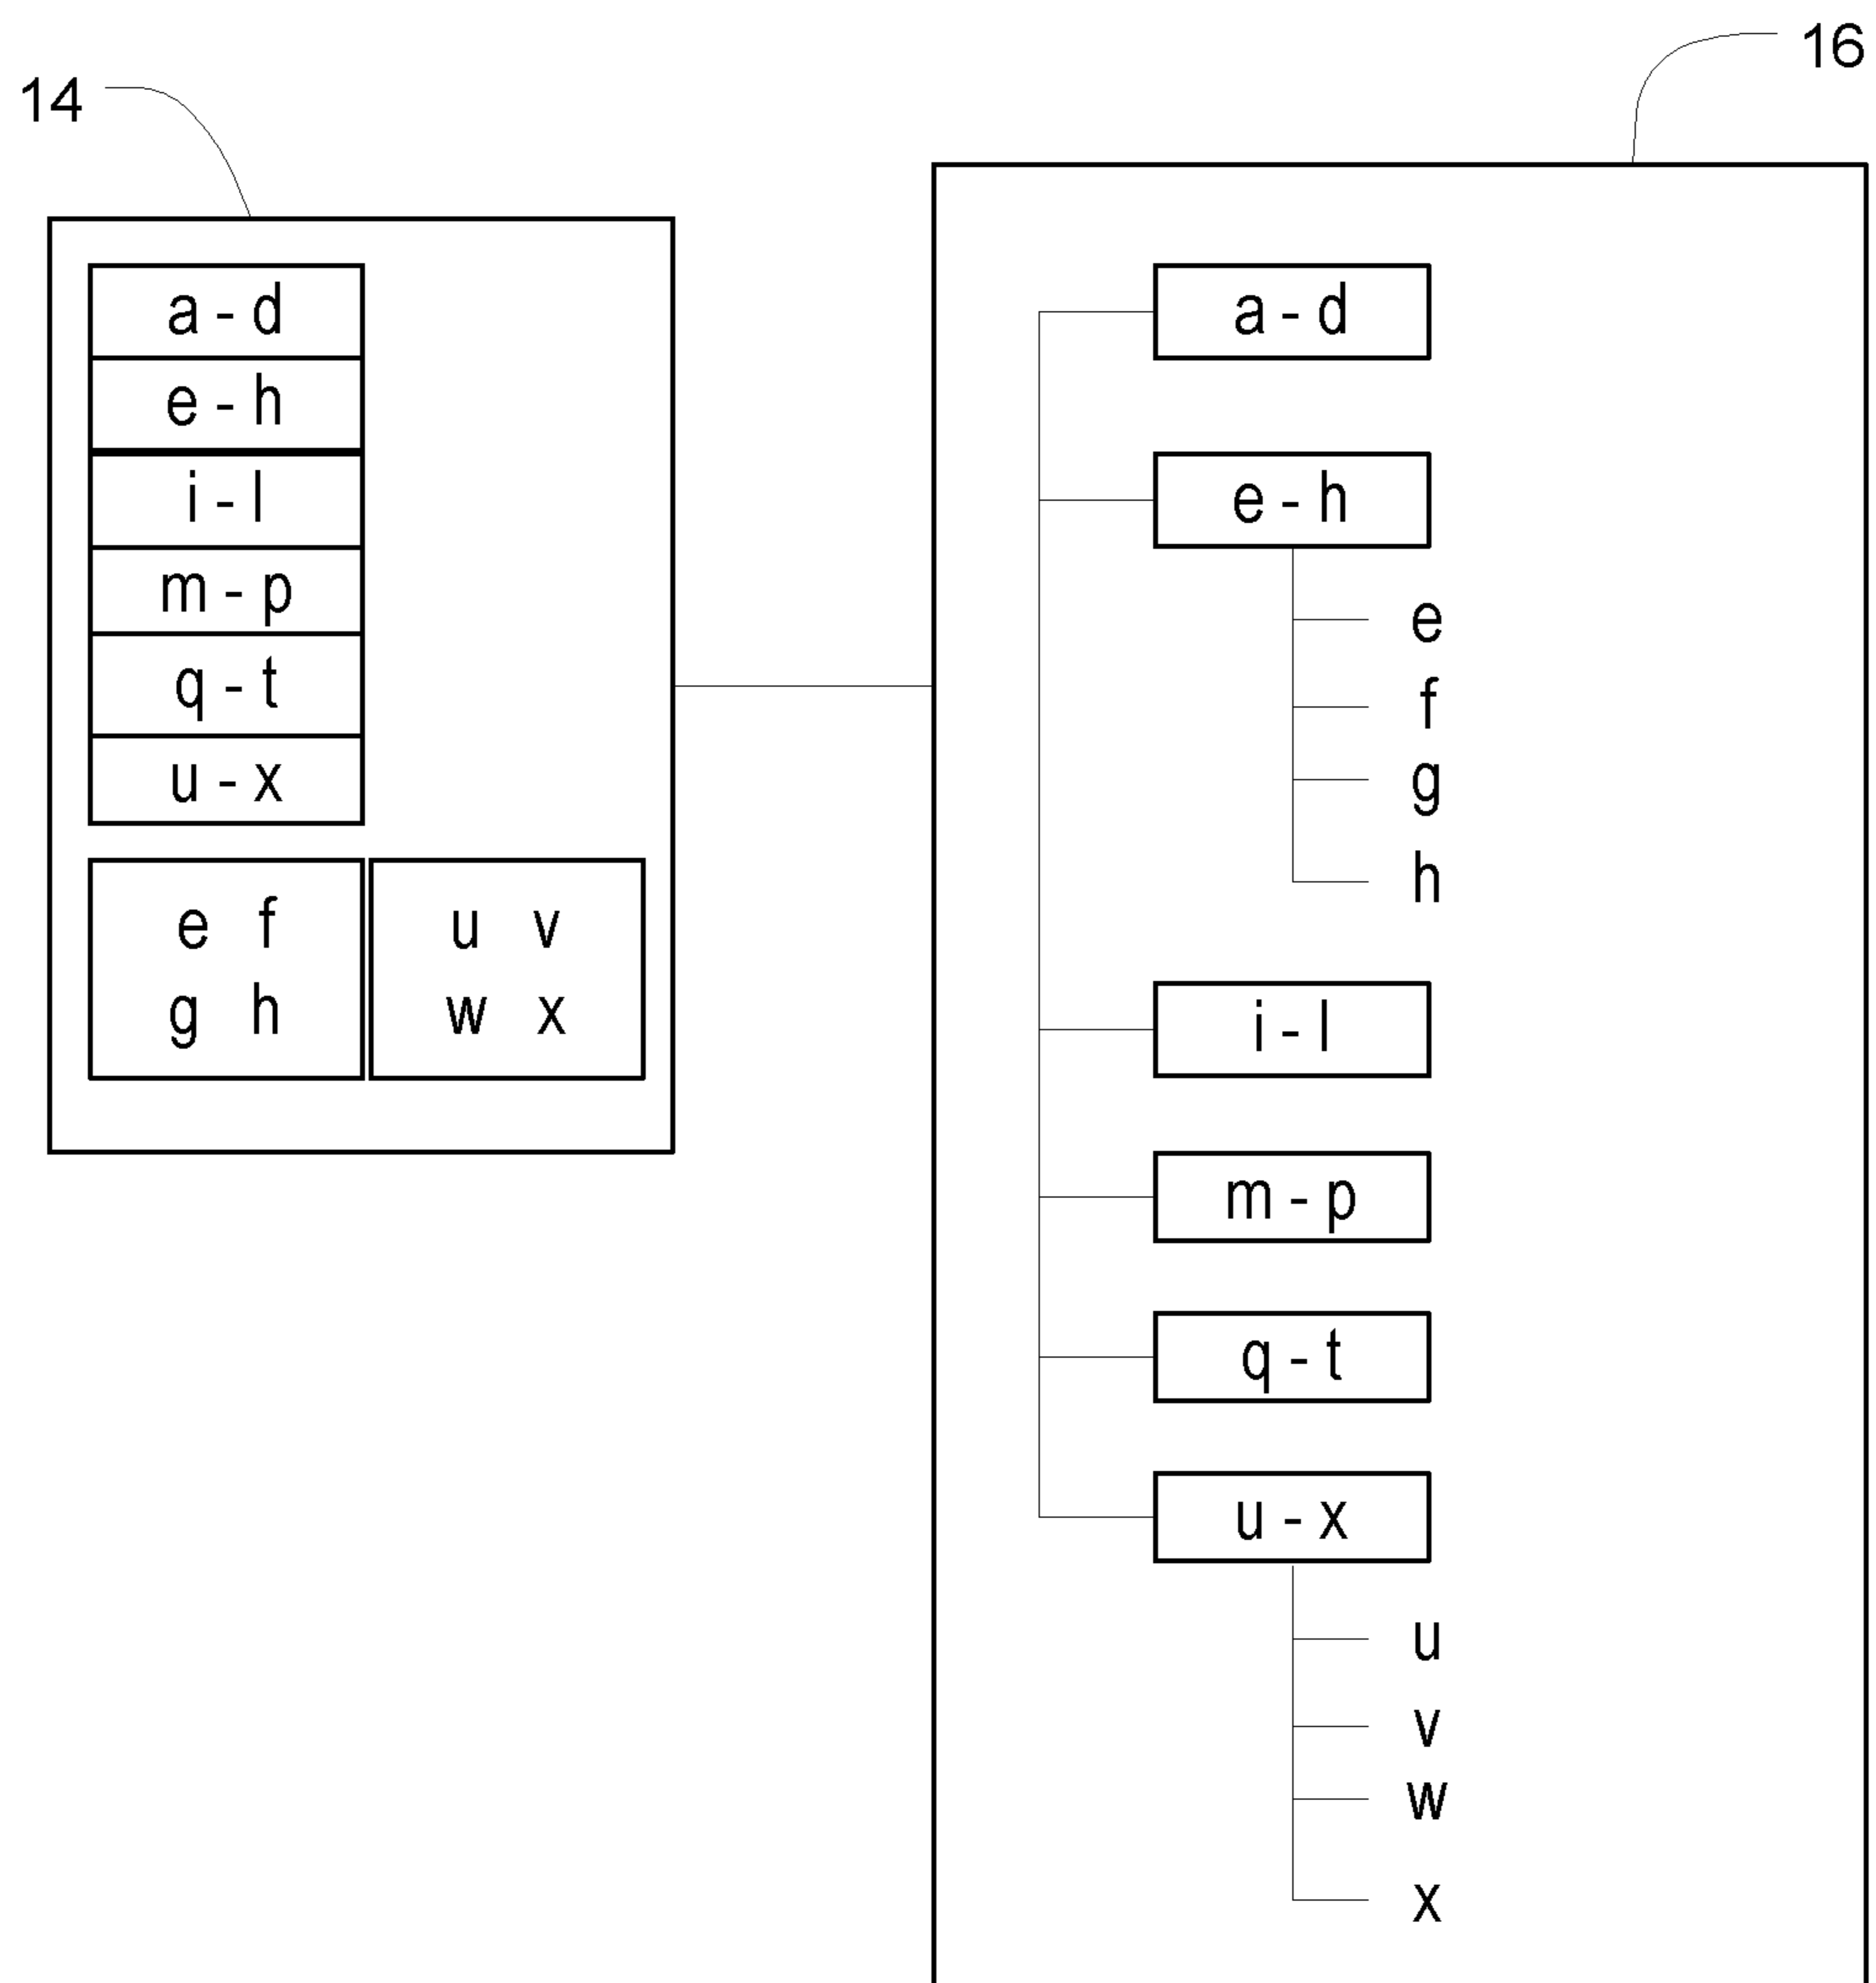 16
14
a - d
e - h
i - l
m - p
q - t
u - x
e f
g h
u v
w x
a - d
e - h
e
f
g
h
i - l
m - p
q - t
u - x
u
v
w
x